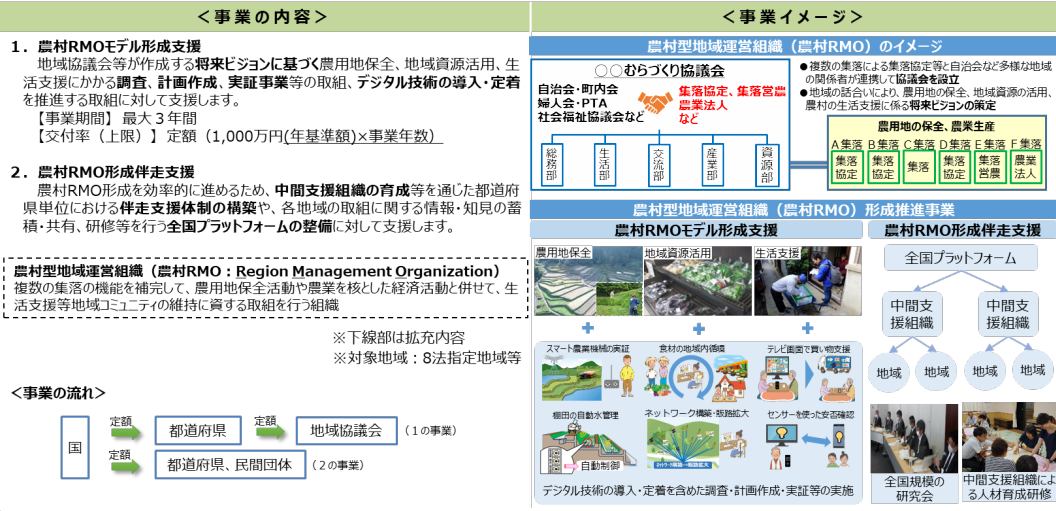 ＜事業の内容＞
１．農村RMOモデル形成支援
地域協議会等が作成する将来ビジョンに基づく農用地保全、地域資源活用、生
活支援にかかる調査、計画作成、実証事業等の取組、デジタル技術の導入・定着
を推進する取組に対して支援します。
【事業期間】最大３年間
【交付率（上限）】定額（1,000万円(年基準額)×事業年数）
２．農村RMO形成伴走支援
農村RMO形成を効率的に進めるため、中間支援組織の育成等を通じた都道府
県単位における伴走支援体制の構築や、各地域の取組に関する情報・知見の蓄
積・共有、研修等を行う全国プラットフォームの整備に対して支援します。
農村型地域運営組織（農村RMO：Region Management Organization）
複数の集落の機能を補完して、農用地保全活動や農業を核とした経済活動と併せて、生
活支援等地域コミュニティの維持に資する取組を行う組織
※下線部は拡充内容
※対象地域：8法指定地域等
＜事業の流れ＞
国
定額
都道府県
定額
地域協議会
（１の事業）
定額
都道府県、民間団体
（２の事業）
＜事業イメージ＞
農村型地域運営組織（農村RMO）のイメージ
○○むらづくり協議会
自治会・町内会
婦人会・PTA
社会福祉協議会など
集落協定、集落営農
農業法人
など
総務部
生活部
交流部
産業部
資源部
●複数の集落による集落協定等と自治会など多様な地域
の関係者が連携して協議会を設立
●地域の話合いにより、農用地の保全、地域資源の活用、
農村の生活支援に係る将来ビジョンの策定
農用地の保全、農業生産
A集落 B集落 C集落 D集落 E集落 F集落
集落協定
集落協定
集落
集落協定
集落営農
農業法人
農村型地域運営組織（農村RMO）形成推進事業
農村RMOモデル形成支援
農用地保全
地域資源活用
生活支援
スマート農業機械の実証
食材の地域内循環
テレビ画面で買い物支援
棚田の自動水管理
ネットワーク構築・販路拡大
センサーを使った安否確認
自動制御
ネットワーク構築・販路拡大
デジタル技術の導入・定着を含めた調査・計画作成・実証等の実施
農村RMO形成伴走支援
全国プラットフォーム
中間支
援組織
中間支
援組織
地域
地域
地域
地域
全国規模の
研究会
中間支援組織によ
る人材育成研修